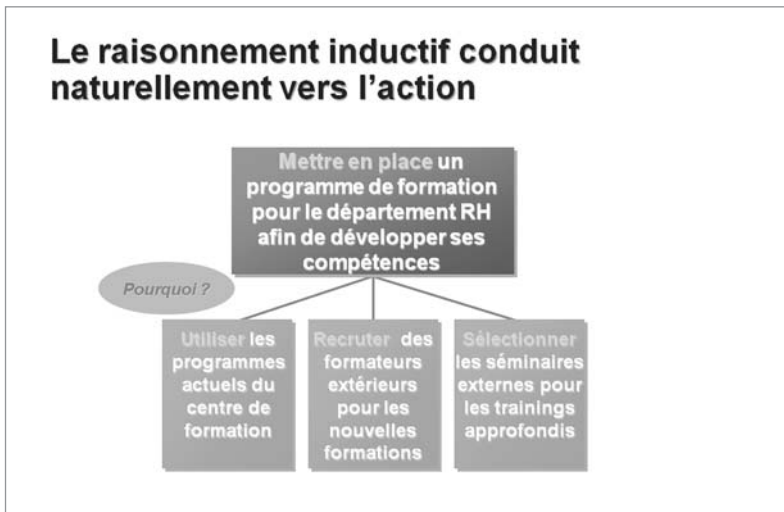 Le raisonnement inductif conduit
naturellement vers l’action
Mettre en place un
programme de formation
pour le département RH
afin de développer ses
compétences
Pourquoi ?
Utiliser les
programmes
actuels du
centre de
formation
Recruter des
formateurs
extérieurs
pour les
nouvelles
formations
Sélectionner
les séminaires
externes pour
les trainings
approfondis